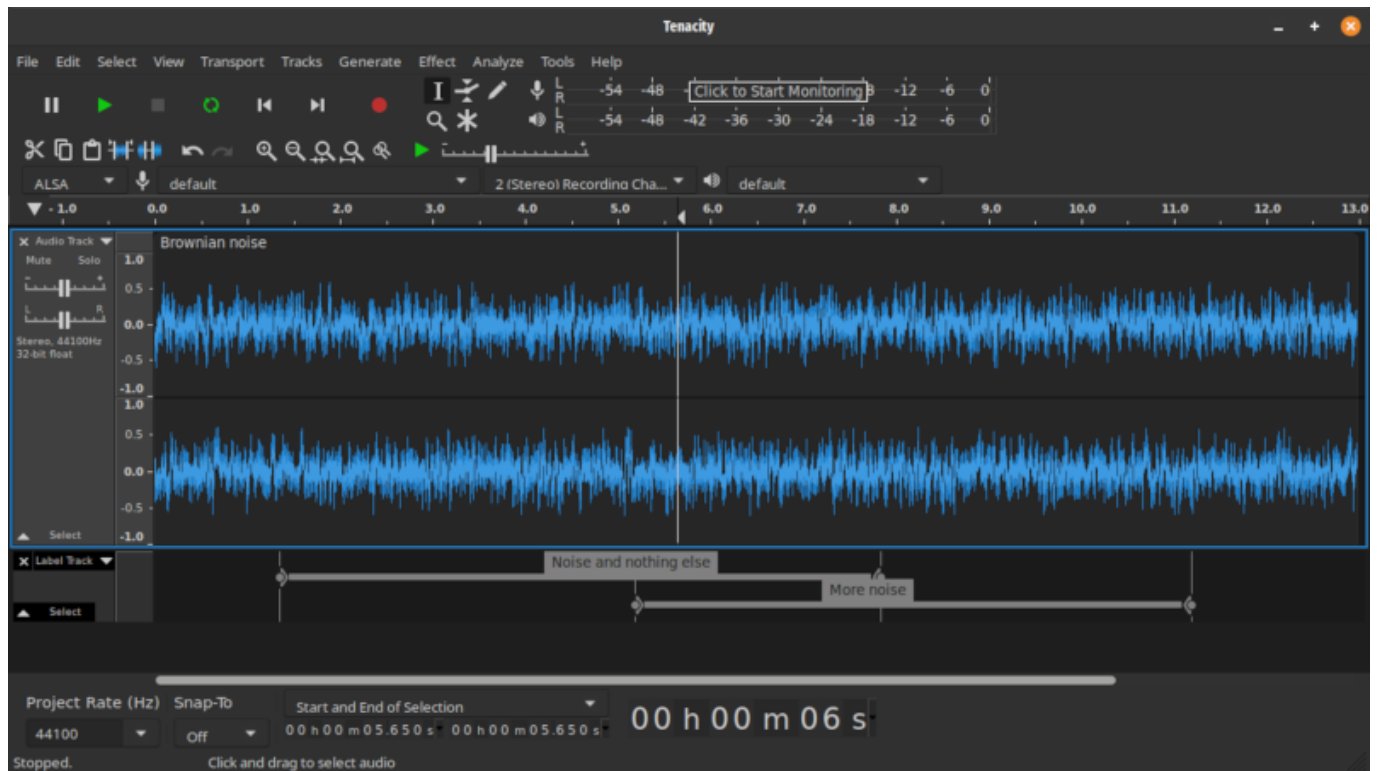 Tenacity
File Edit Select View Transport Tracks Generate Effect Analyze Tools Help
L -54 -48 Click to Start Monitoring -12 -6 0
R
L -54 -48 -42 -36 -30 -24 -18 -12 -6 0
R
ALSA default 2 (Stereo) Recording Cha... default
-1.0 0.0 1.0 2.0 3.0 4.0 5.0 6.0 7.0 8.0 9.0 10.0 11.0 12.0 13.0
Audio Track Brownian noise
Mute Solo 1.0
- + 0.5
L R 0.0
Stereo, 44100Hz
32-bit float -0.5
-1.0
1.0
0.5
0.0
-0.5
Select -1.0
Label Track Noise and nothing else
More noise
Select
Project Rate (Hz) Snap-To Start and End of Selection
44100 Off 00 h 00 m 05.650 s 00 h 00 m 05.650 s 00 h 00 m 06 s
Stopped. Click and drag to select audio